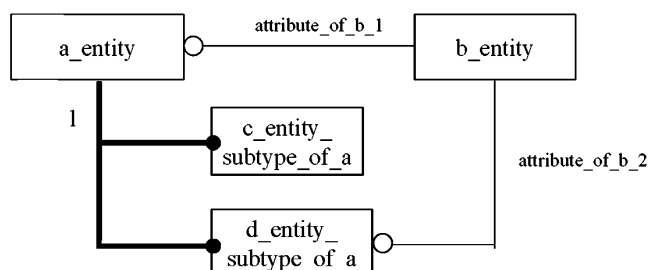 attribute_of_b_1
a_entity
b_entity
1
c_entity_
subtype_of_a
attribute_of_b_2
d_entity_
subtype_of_a